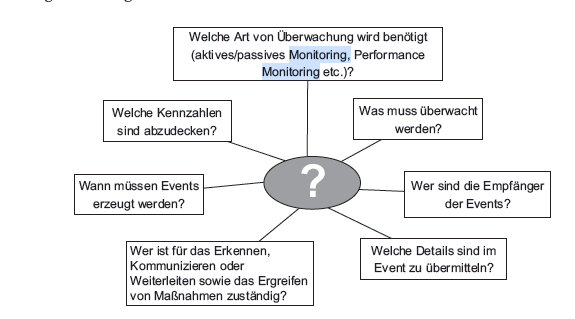 Welche Art von Überwachung wird benötigt
(aktives/passives Monitoring, Performance
Monitoring etc.)?
Welche Kennzahlen
sind abzudecken?
Was muss überwacht
werden?
?
Wann müssen Events
erzeugt werden?
Wer sind die Empfänger
der Events?
Wer ist für das Erkennen,
Kommunizieren oder
Weiterleiten sowie das Ergreifen
von Maßnahmen zuständig?
Welche Details sind im
Event zu übermitteln?